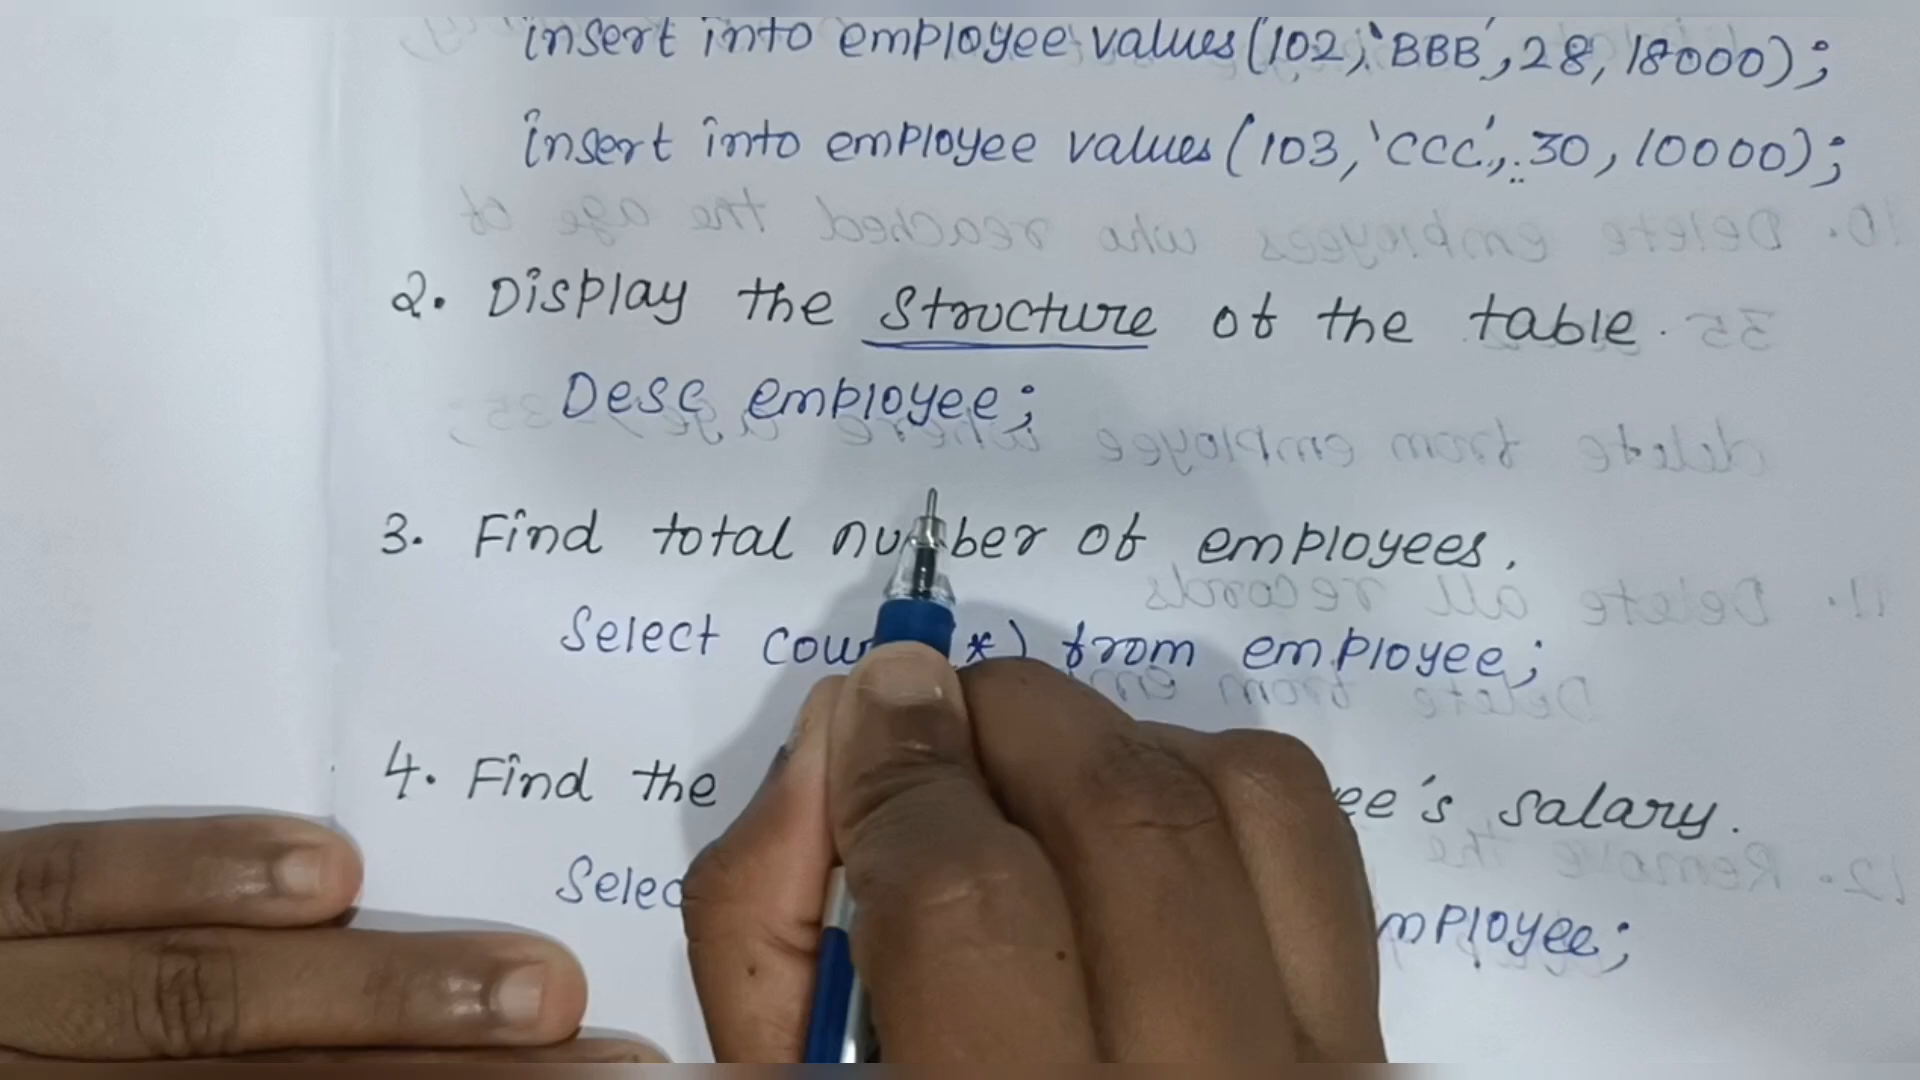 insert into employee values(102,'BBB',28,18000);
insert into employee values(103,'CCC',30,10000);
2. Display the structure of the table.
Desc employee;
3. Find total number of employees.
Select count(*) from employee;
4. Find the ee's salary.
Selec mployee;